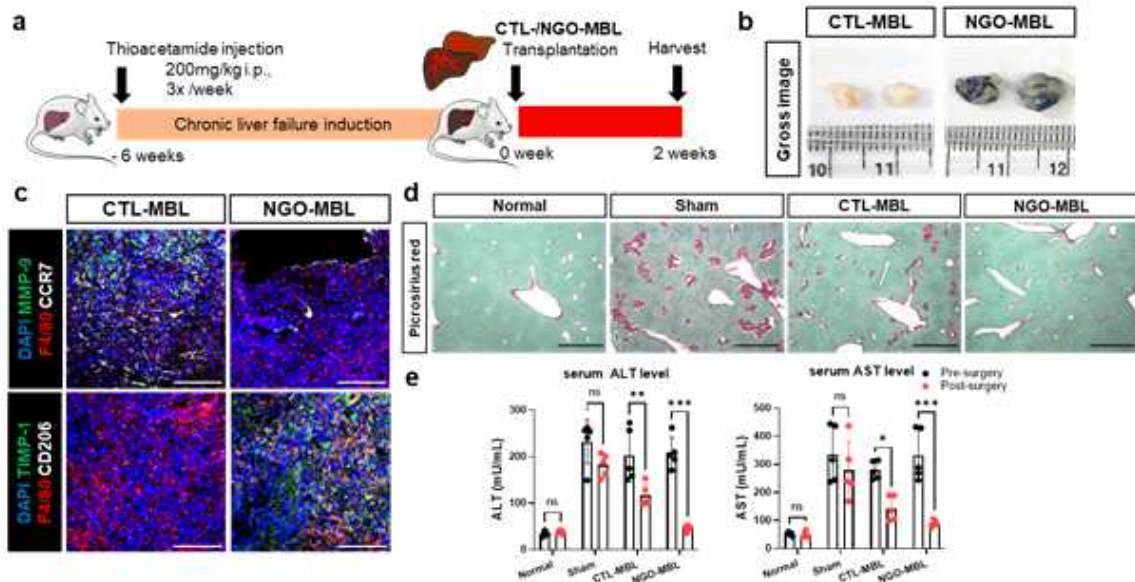 a
Thioacetamide injection
200mg/kg i.p.,
3x /week
CTL-/NGO-MBL
Transplantation
Harvest
Chronic liver failure induction
- 6 weeks
0 week
2 weeks
b
CTL-MBL
NGO-MBL
Gross image
10
11
11
12
c
CTL-MBL
NGO-MBL
DAPI MMP-9
F4/80 CCR7
DAPI TIMP-1
F4/80 CD206
d
Normal
Sham
CTL-MBL
NGO-MBL
Picrosirius red
e
serum ALT level
ALT (mU/mL)
300
200
100
0
ns
ns
**
***
Normal
Sham
CTL-MBL
NGO-MBL
serum AST level
Pre-surgery
Post-surgery
AST (mU/mL)
500
400
300
200
100
0
ns
ns
*
***
Normal
Sham
CTL-MBL
NGO-MBL